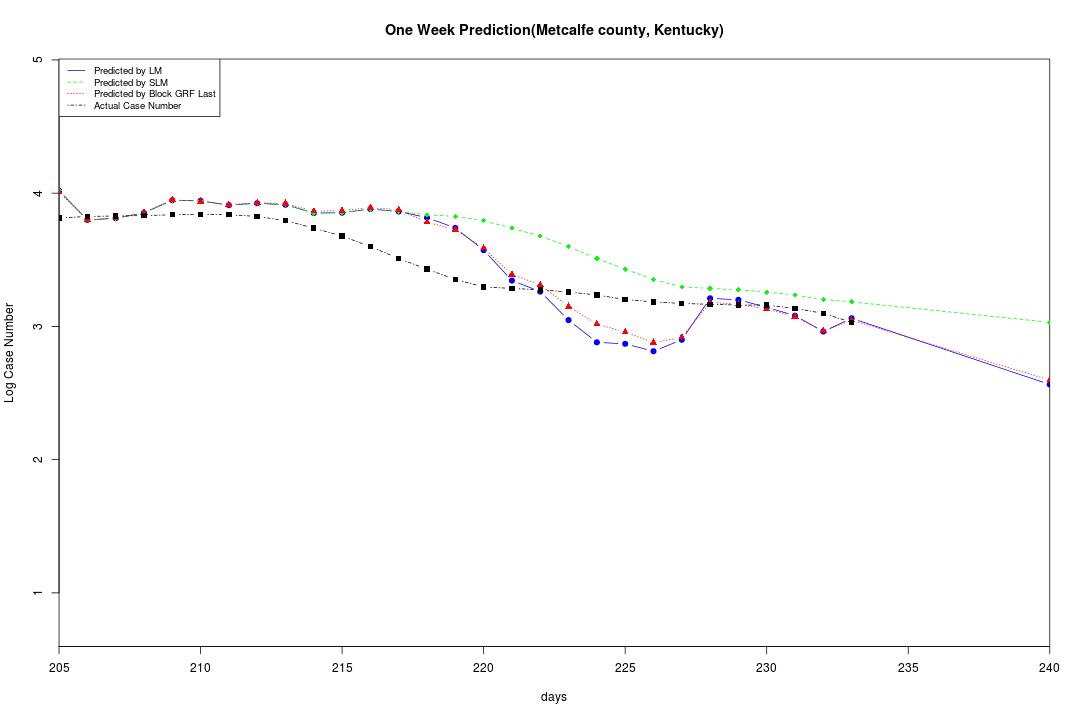 One Week Prediction(Metcalfe county, Kentucky)
Predicted by LM
Predicted by SLM
Predicted by Block GRF Last
Actual Case Number
5
4
3
2
1
Log Case Number
205 210 215 220 225 230 235 240
days